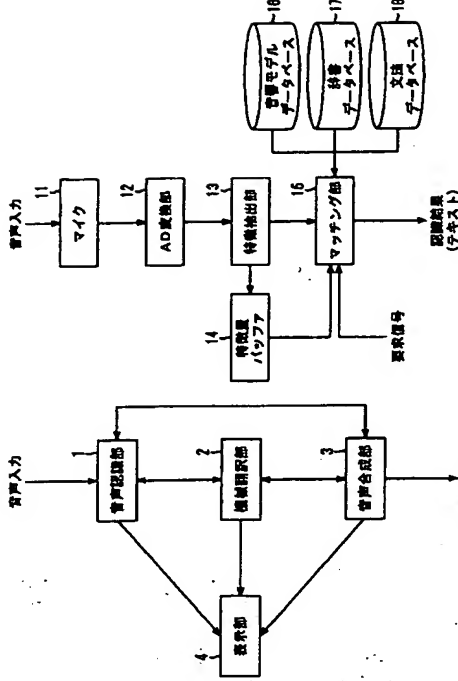 音声入力
1
音声認識部
2
機械翻訳部
3
音声合成部
4
表示部
音声入力
11
マイク
12
AD変換部
13
特徴抽出部
14
特徴量
バッファ
15
マッチング部
要求信号
認識結果
(テキスト)
16
音響モデル
データベース
17
辞書
データベース
18
文法
データベース